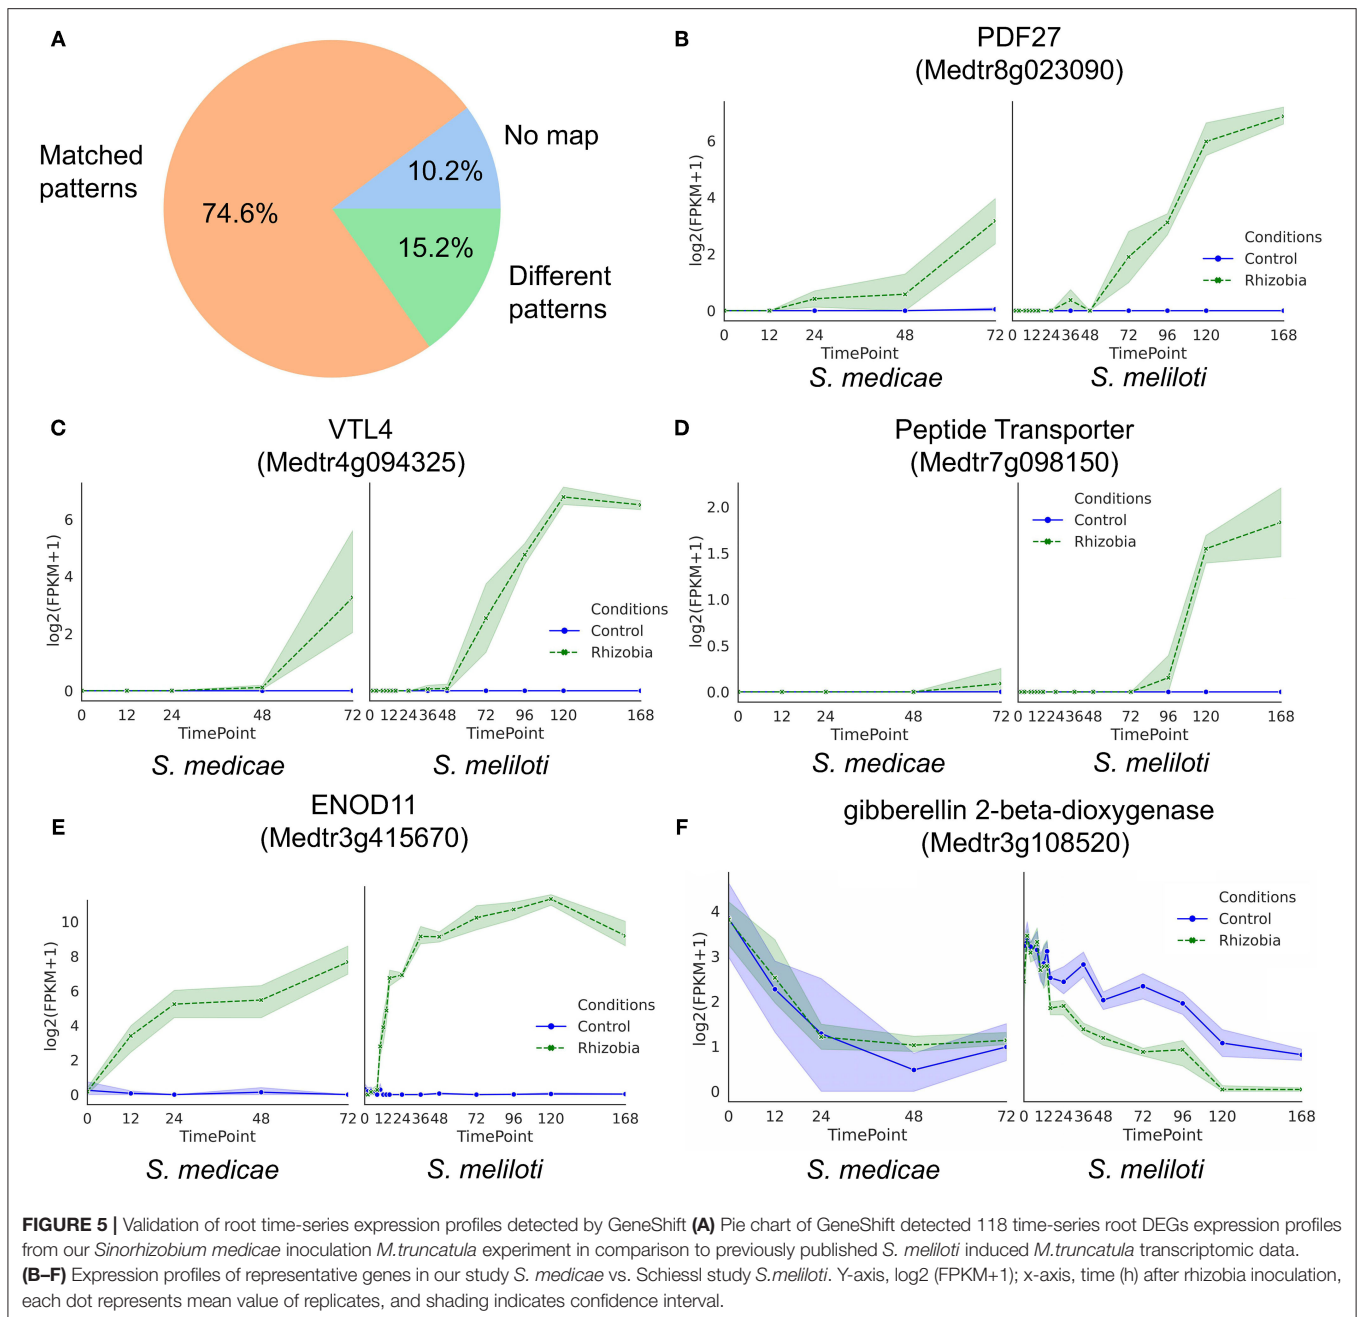 A
Matched
patterns
74.6%
No map
10.2%
15.2%
Different
patterns
B
PDF27
(Medtr8g023090)
log2(FPKM+1)
6
4
2
0
0 12 24 48 72
TimePoint
S. medicae
0 122436 48 72 96 120 168
TimePoint
S. meliloti
Conditions
Control
Rhizobia
C
VTL4
(Medtr4g094325)
log2(FPKM+1)
6
4
2
0
0 12 24 48 72
TimePoint
S. medicae
0 12243648 72 96 120 168
TimePoint
S. meliloti
Conditions
Control
Rhizobia
D
Peptide Transporter
(Medtr7g098150)
log2(FPKM+1)
2.0
1.5
1.0
0.5
0.0
0 12 24 48 72
TimePoint
S. medicae
0 12243648 72 96 120 168
TimePoint
S. meliloti
Conditions
Control
Rhizobia
E
ENOD11
(Medtr3g415670)
log2(FPKM+1)
10
8
6
4
2
0
0 12 24 48 72
TimePoint
S. medicae
0 12243648 72 96 120 168
TimePoint
S. meliloti
Conditions
Control
Rhizobia
F
gibberellin 2-beta-dioxygenase
(Medtr3g108520)
log2(FPKM+1)
4
3
2
1
0
0 12 24 48 72
TimePoint
S. medicae
0 12243648 72 96 120 168
TimePoint
S. meliloti
Conditions
Control
Rhizobia
FIGURE 5 | Validation of root time-series expression profiles detected by GeneShift (A) Pie chart of GeneShift detected 118 time-series root DEGs expression profiles
from our Sinorhizobium medicae inoculation M.truncatula experiment in comparison to previously published S. meliloti induced M.truncatula transcriptomic data.
(B–F) Expression profiles of representative genes in our study S. medicae vs. Schiessl study S.meliloti. Y-axis, log2 (FPKM+1); x-axis, time (h) after rhizobia inoculation,
each dot represents mean value of replicates, and shading indicates confidence interval.